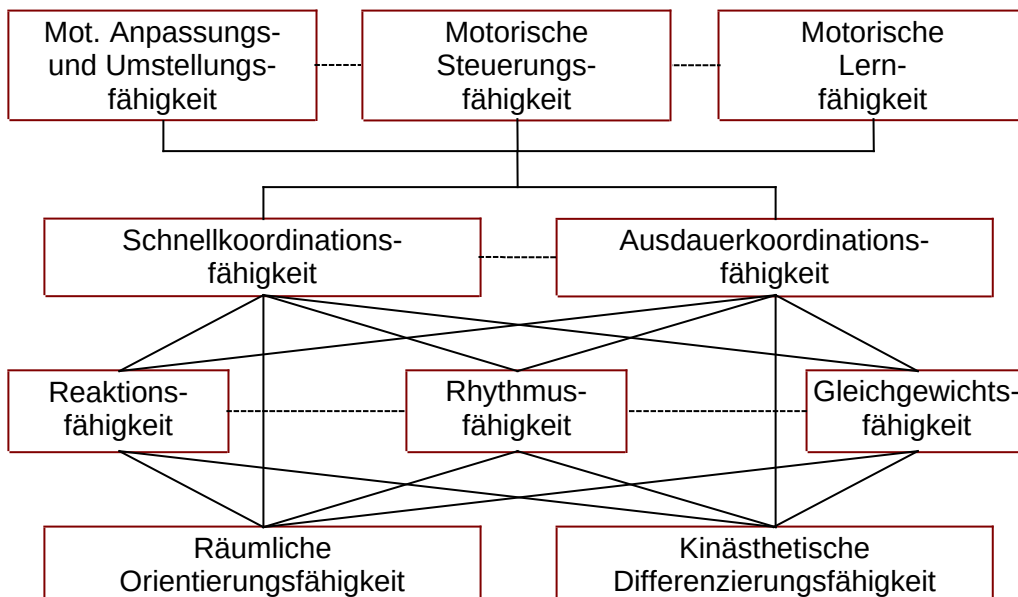 Mot. Anpassungs-
und Umstellungs-
fähigkeit
Motorische
Steuerungs-
fähigkeit
Motorische
Lern-
fähigkeit
Schnellkoordinations-
fähigkeit
Ausdauerkoordinations-
fähigkeit
Reaktions-
fähigkeit
Rhythmus-
fähigkeit
Gleichgewichts-
fähigkeit
Räumliche
Orientierungsfähigkeit
Kinästhetische
Differenzierungsfähigkeit